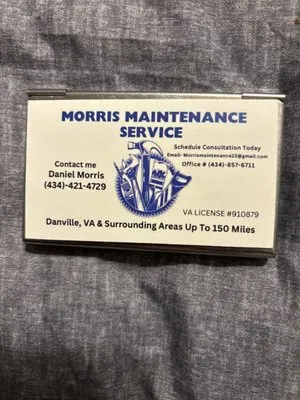 MORRIS MAINTENANCE
SERVICE
Schedule Consultation Today
Email- Morrismaintenance23@gmail.com
Office # (434)-857-6711
Contact me
Daniel Morris
(434)-421-4729
VA LICENSE #910879
Danville, VA & Surrounding Areas Up To 150 Miles